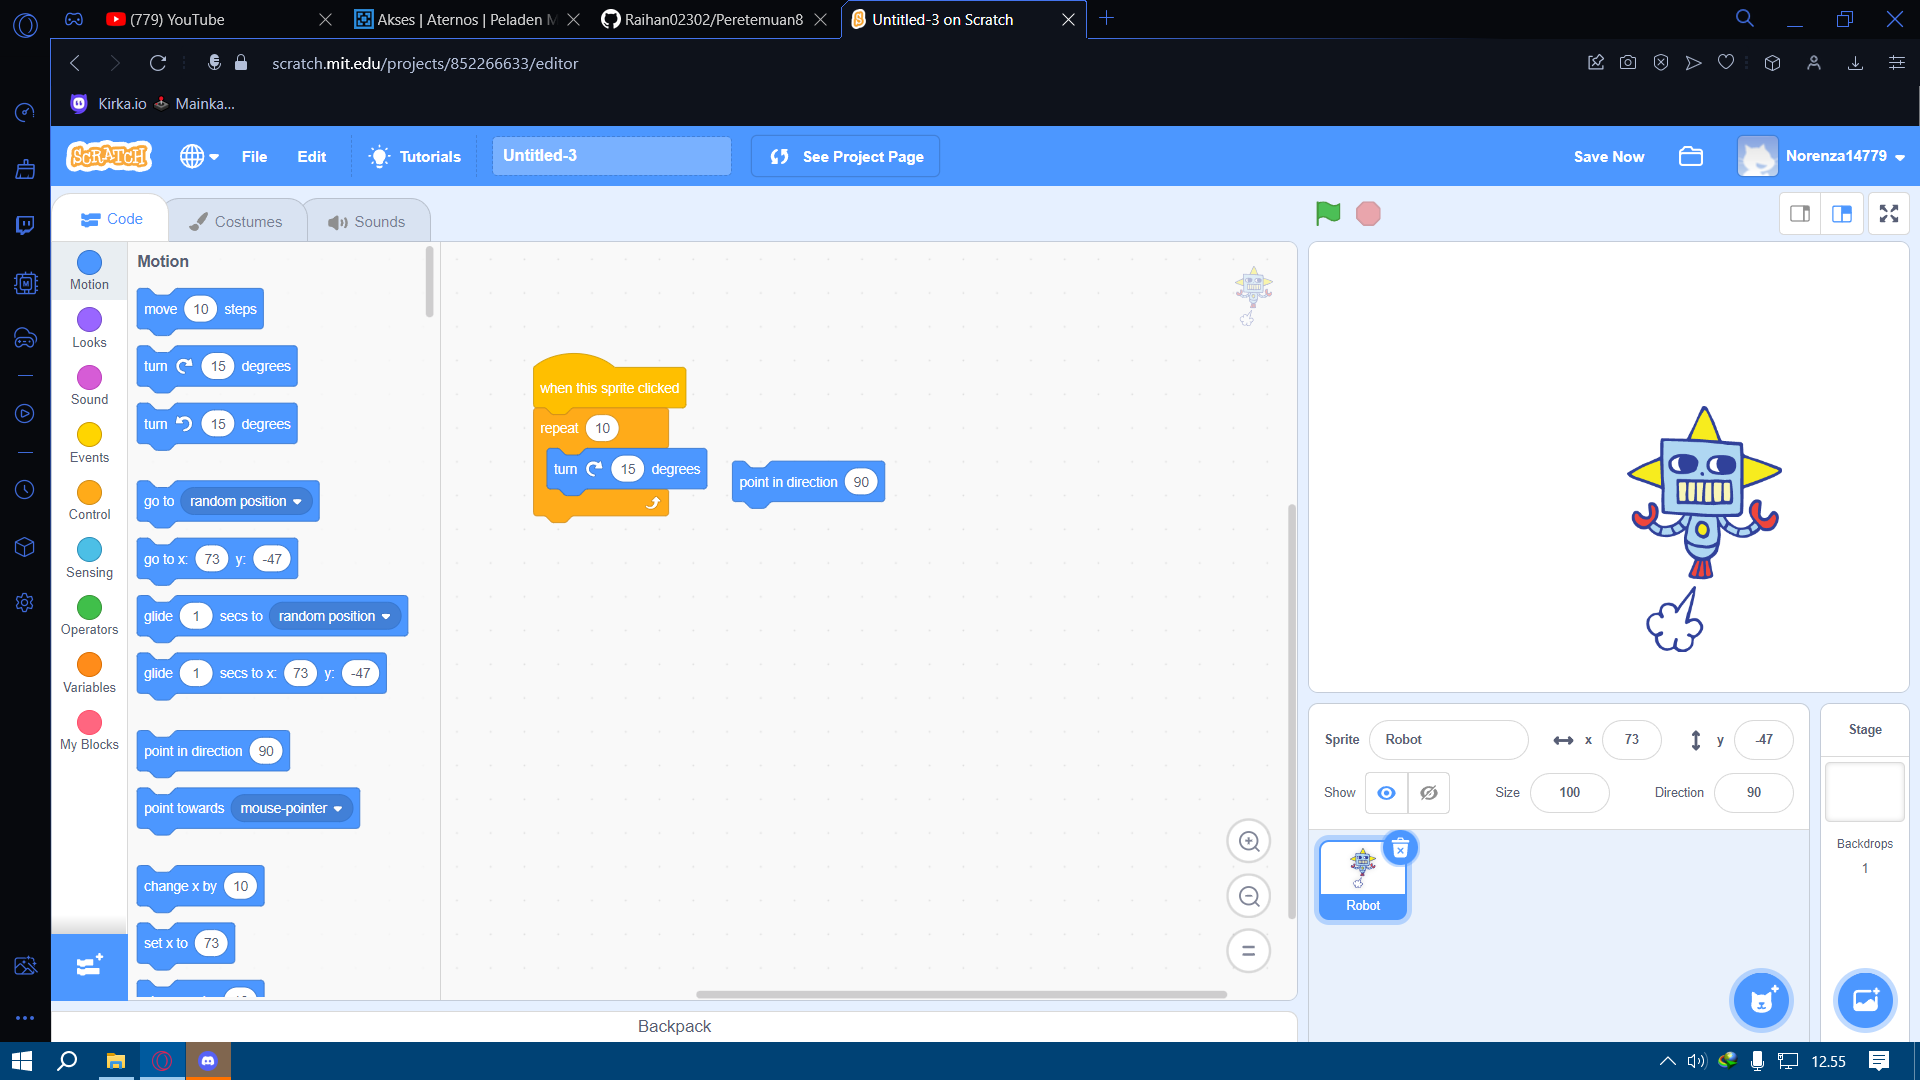 (779) YouTube
Akses | Aternos | Peladen M
Raihan02302/Peretemuan8
Untitled-3 on Scratch
scratch.mit.edu/projects/852266633/editor
Kirka.io
Mainka...
SCRATCH
File
Edit
Tutorials
Untitled-3
See Project Page
Save Now
Norenza14779
Code
Costumes
Sounds
Motion
Looks
Sound
Events
Control
Sensing
Operators
Variables
My Blocks
Motion
move 10 steps
turn 15 degrees
turn 15 degrees
go to random position
go to x: 73 y: -47
glide 1 secs to random position
glide 1 secs to x: 73 y: -47
point in direction 90
point towards mouse-pointer
change x by 10
set x to 73
when this sprite clicked
repeat 10
turn 15 degrees
point in direction 90
Sprite Robot x 73 y -47
Show Size 100 Direction 90
Robot
Stage
Backdrops
1
Backpack
12.55